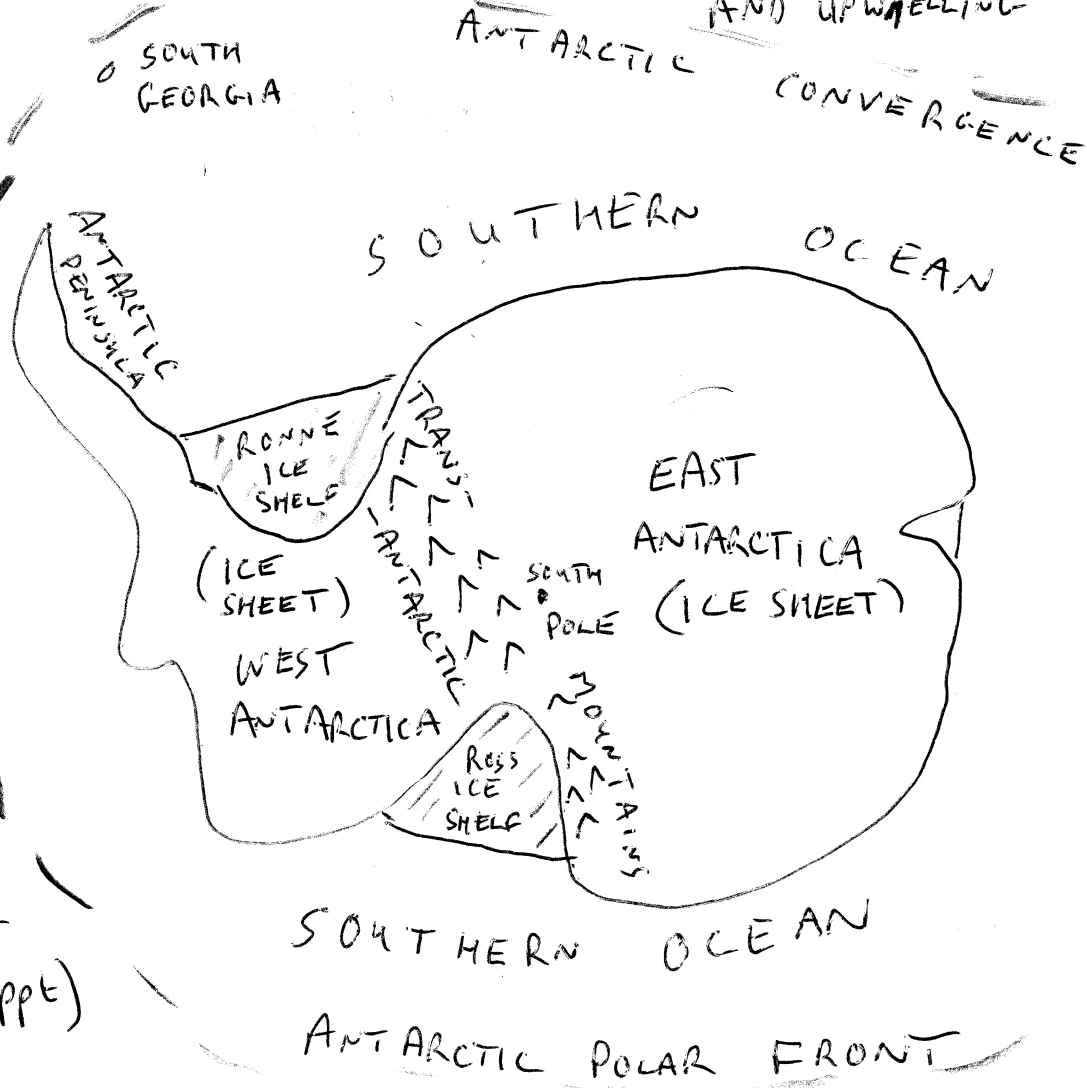 AND UPWELLING
ANTARCTIC CONVERGENCE
SOUTH
GEORGIA
SOUTHERN OCEAN
ANTARCTIC
PENINSULA
RONNE
ICE
SHELF
TRANS-
-ANTARCTIC
MOUNTAINS
EAST
ANTARCTICA
(ICE SHEET)
SOUTH
POLE
(ICE
SHEET)
WEST
ANTARCTICA
ROSS
ICE
SHELF
SOUTHERN OCEAN
ppt)
ANTARCTIC POLAR FRONT